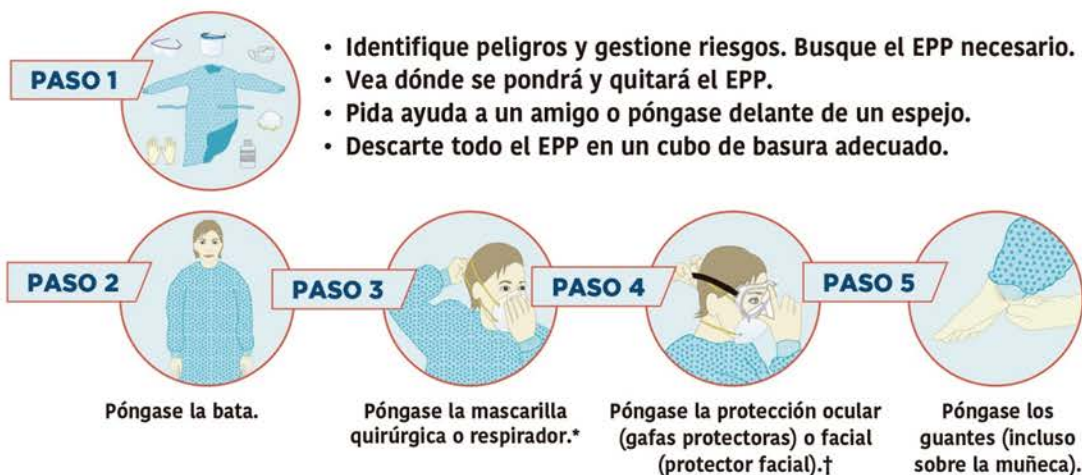 PASO 1
• Identifique peligros y gestione riesgos. Busque el EPP necesario.
• Vea dónde se pondrá y quitará el EPP.
• Pida ayuda a un amigo o póngase delante de un espejo.
• Descarte todo el EPP en un cubo de basura adecuado.
PASO 2
Póngase la bata.
PASO 3
Póngase la mascarilla
quirúrgica o respirador.*
PASO 4
Póngase la protección ocular
(gafas protectoras) o facial
(protector facial).†
PASO 5
Póngase los
guantes (incluso
sobre la muñeca).